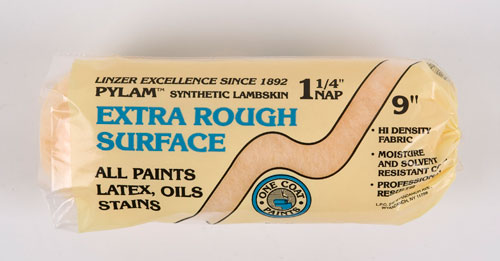 LINZER EXCELLENCE SINCE 1892
PYLAM™ SYNTHETIC LAMBSKIN
1 1/4" NAP
9"
EXTRA ROUGH
SURFACE
• HI DENSITY
FABRIC
• MOISTURE
AND SOLVENT
RESISTANT
• PROFESSIONAL
ALL PAINTS
LATEX, OILS
STAINS
ONE COAT
PAINTS